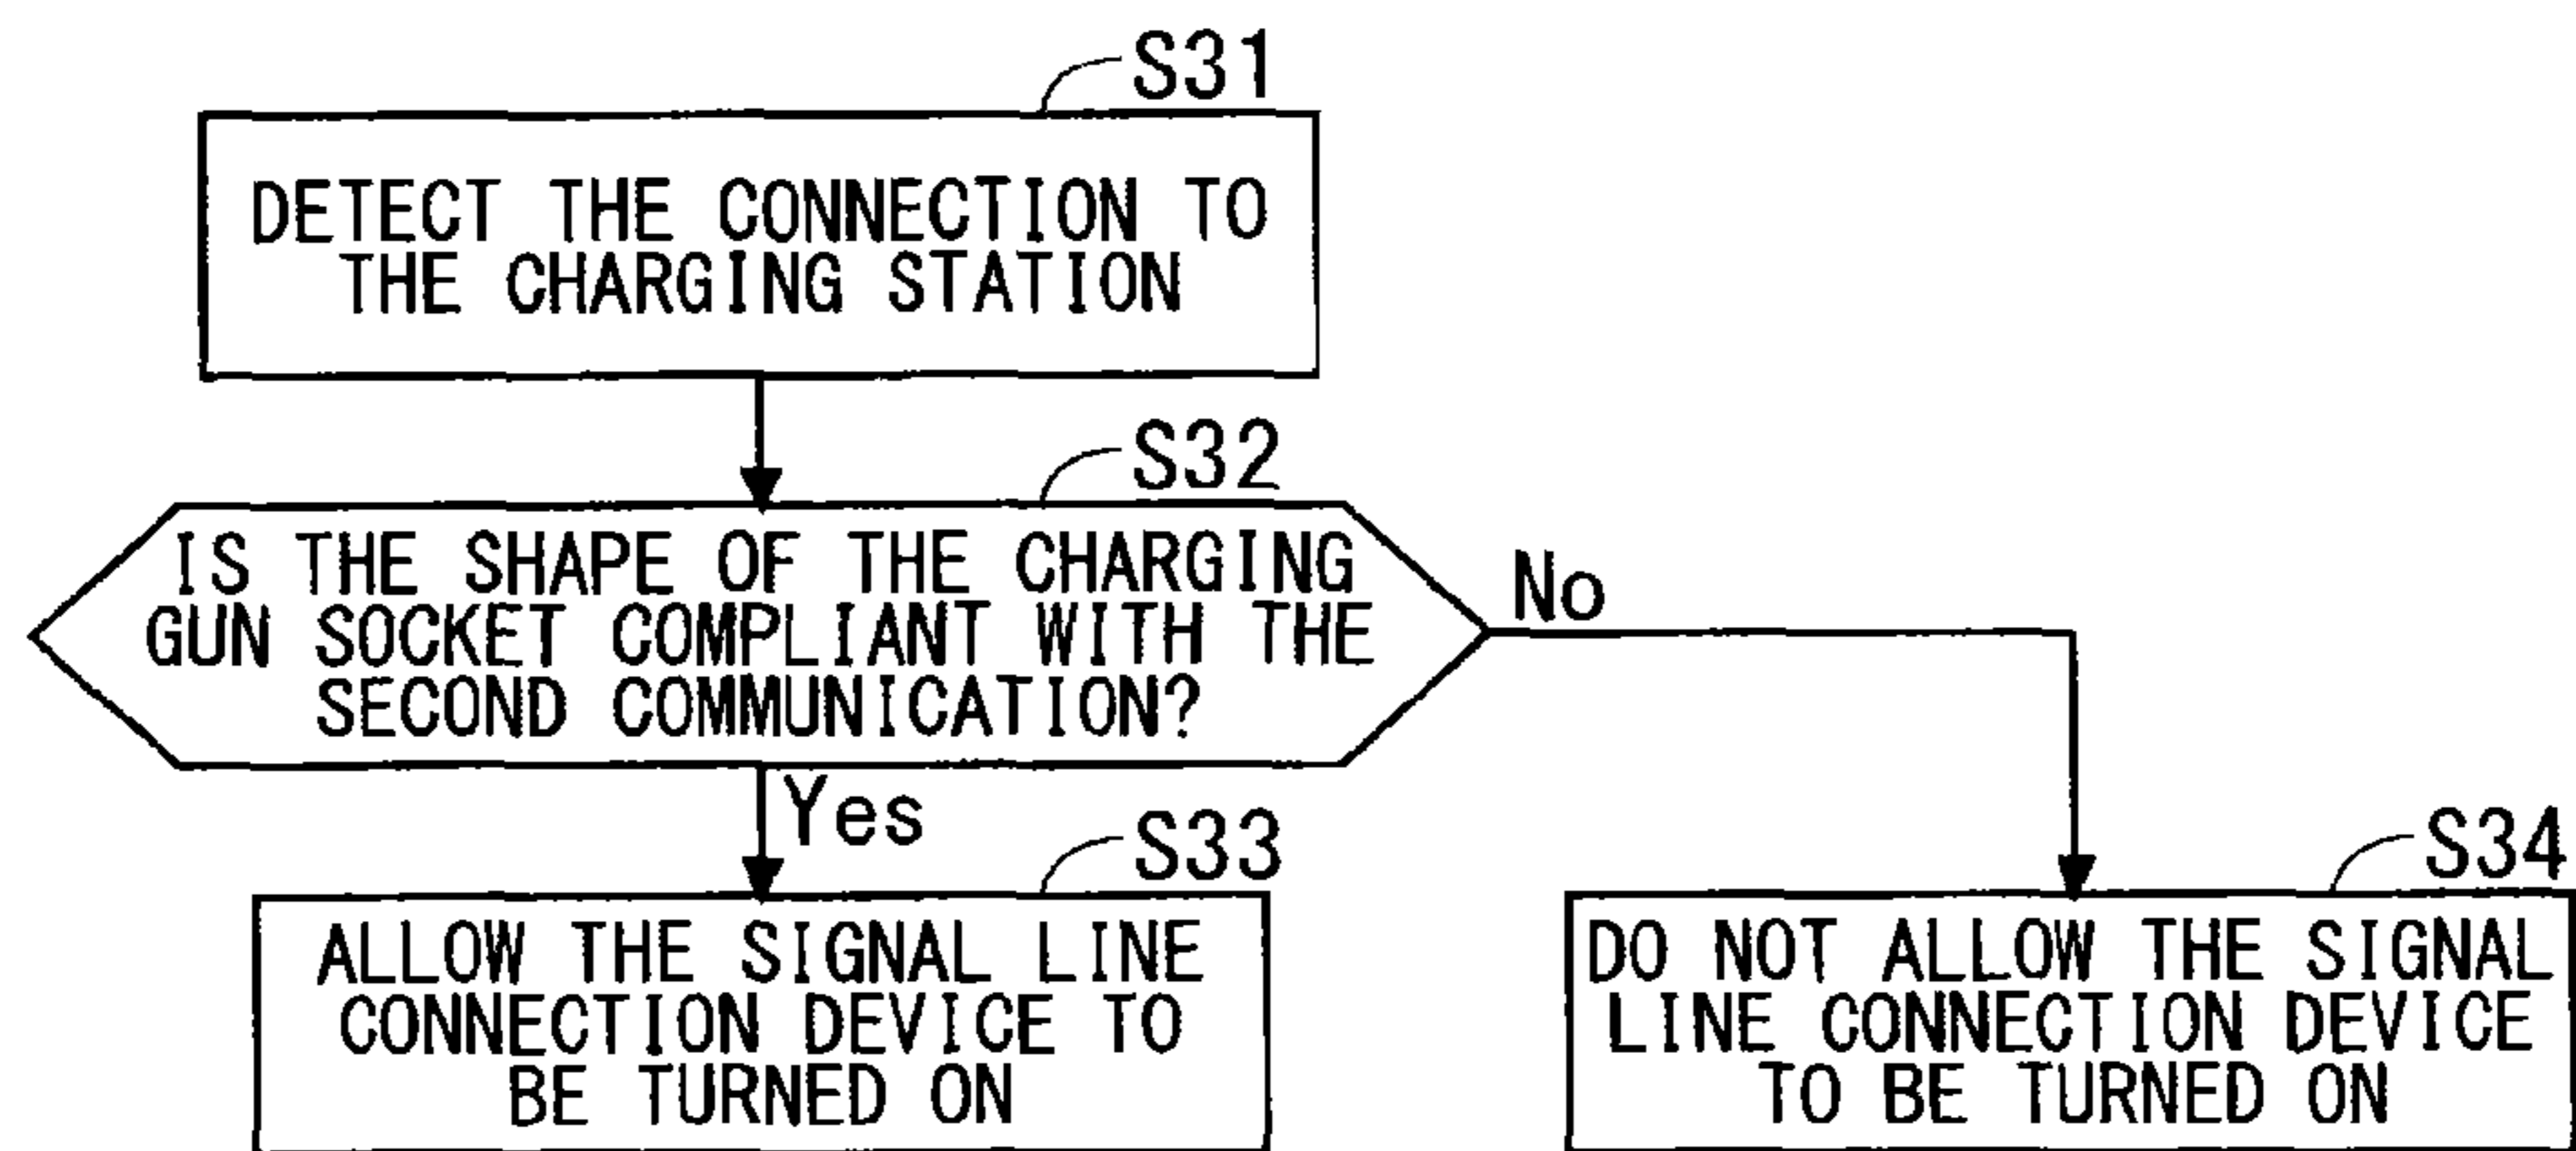 S31
DETECT THE CONNECTION TO
THE CHARGING STATION
S32
IS THE SHAPE OF THE CHARGING
GUN SOCKET COMPLIANT WITH THE
SECOND COMMUNICATION?
No
Yes
S33
ALLOW THE SIGNAL LINE
CONNECTION DEVICE TO
BE TURNED ON
S34
DO NOT ALLOW THE SIGNAL
LINE CONNECTION DEVICE
TO BE TURNED ON